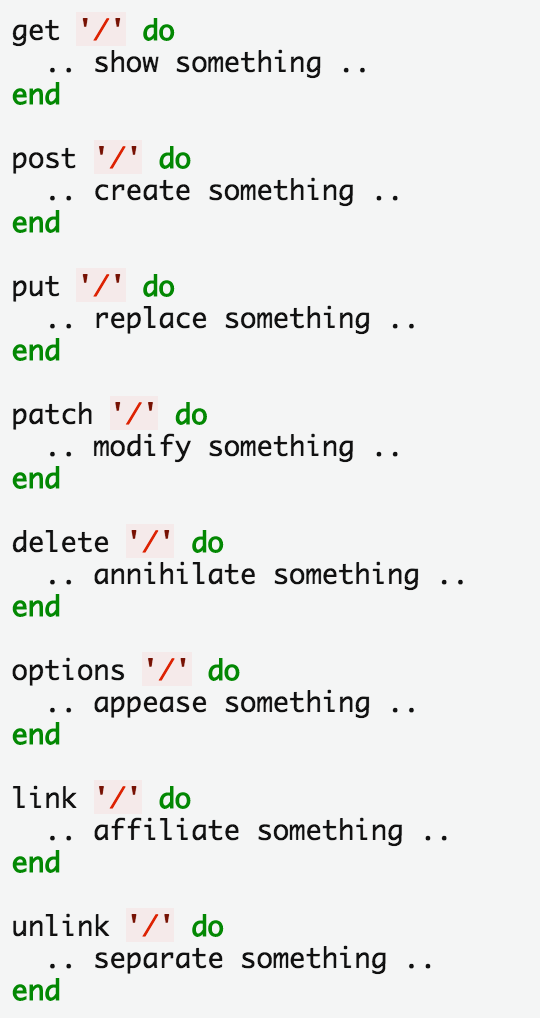 get '/' do
  .. show something ..
end

post '/' do
  .. create something ..
end

put '/' do
  .. replace something ..
end

patch '/' do
  .. modify something ..
end

delete '/' do
  .. annihilate something ..
end

options '/' do
  .. appease something ..
end

link '/' do
  .. affiliate something ..
end

unlink '/' do
  .. separate something ..
end